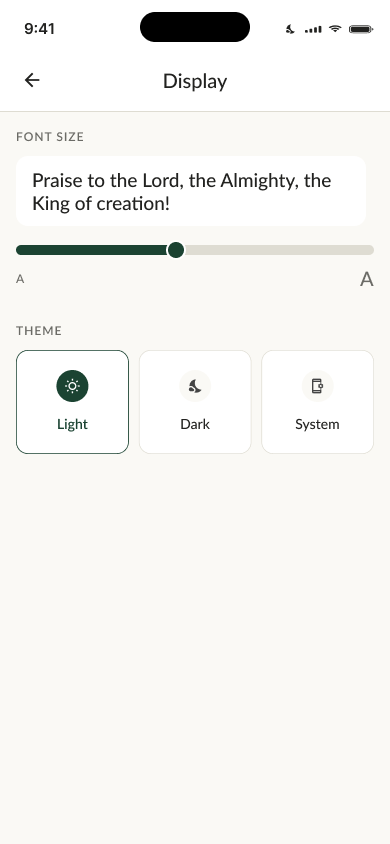 9:41
Display
FONT SIZE
Praise to the Lord, the Almighty, the
King of creation!
A A
THEME
Light Dark System